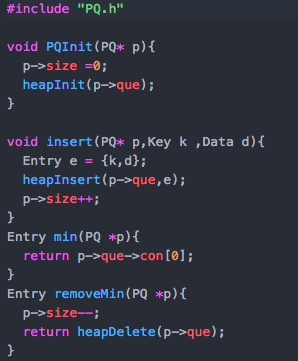 #include "PQ.h"
void PQInit(PQ* p){
p->size =0;
heapInit(p->que);
}
void insert(PQ* p,Key k ,Data d){
Entry e = {k,d};
heapInsert(p->que,e);
p->size++;
}
Entry min(PQ *p){
return p->que->con[0];
}
Entry removeMin(PQ *p){
p->size--;
return heapDelete(p->que);
}